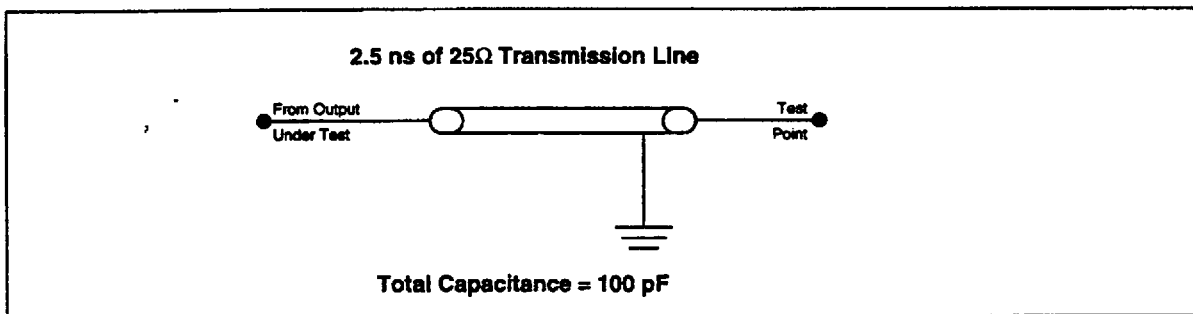 2.5 ns of 25Ω Transmission Line
From Output
Under Test
Test
Point
Total Capacitance = 100 pF